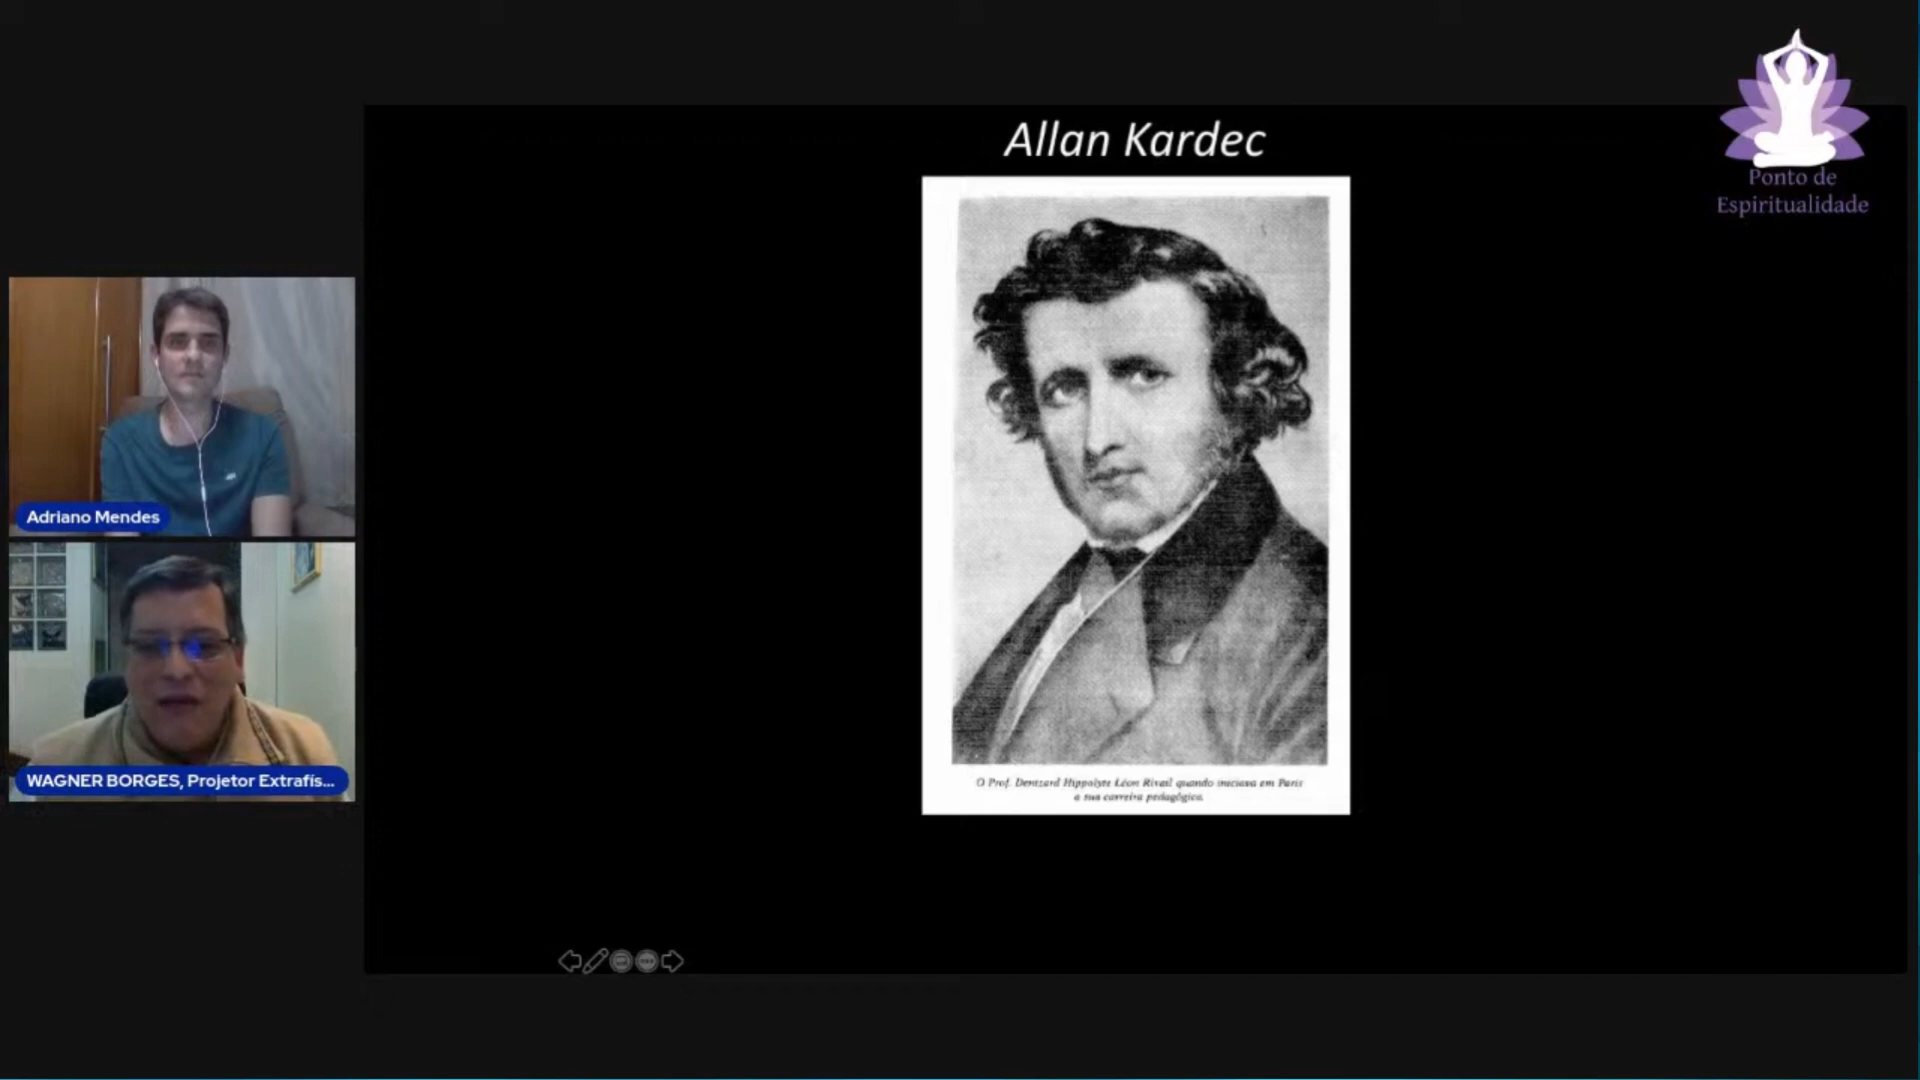 Allan Kardec
Ponto de
Espiritualidade
Adriano Mendes
WAGNER BORGES, Projetor Extrafís...
O Prof. Denizard Hippolyte Léon Rivail quando iniciava em Paris
a sua carreira pedagógica.